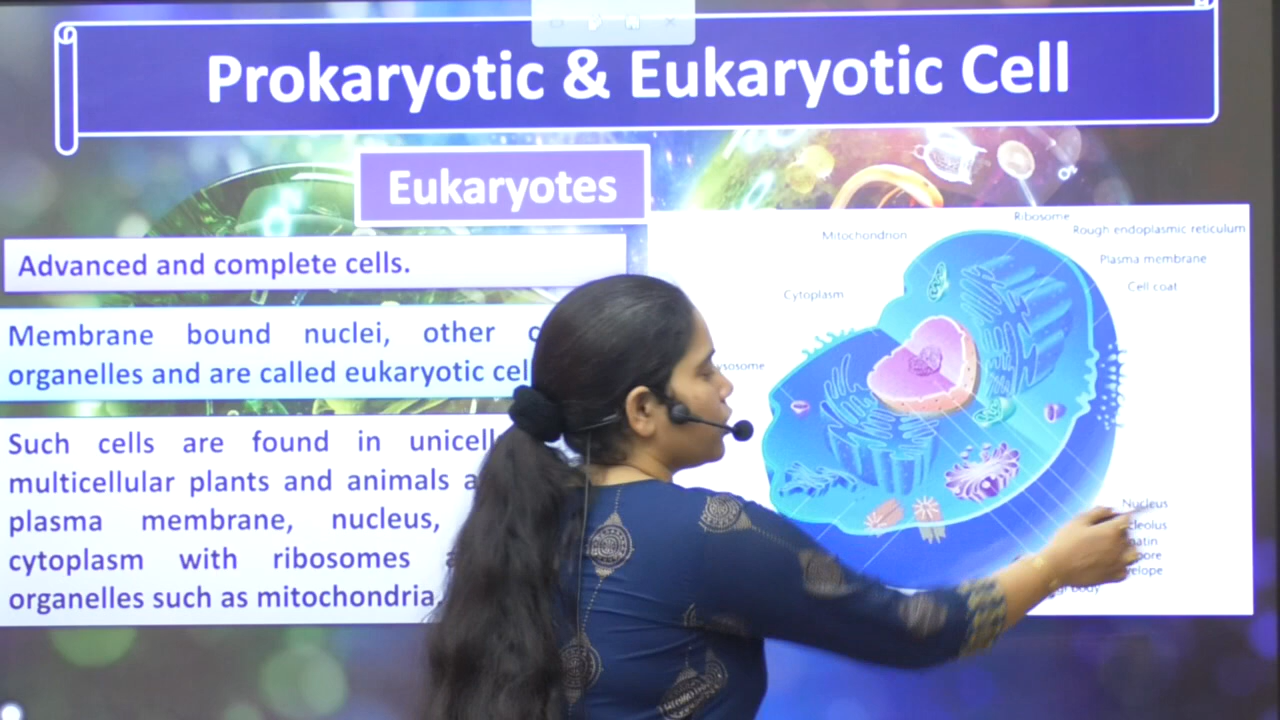 Prokaryotic & Eukaryotic Cell
Eukaryotes
Advanced and complete cells.
Membrane bound nuclei, other
organelles and are called eukaryotic
Such cells are found in
multicellular plants and animals
plasma membrane, nucleus,
cytoplasm with ribosomes
organelles such as mitochondria,
Ribosome
Mitochondrion
Rough endoplasmic reticulum
Plasma membrane
Cell coat
Cytoplasm
Nucleus